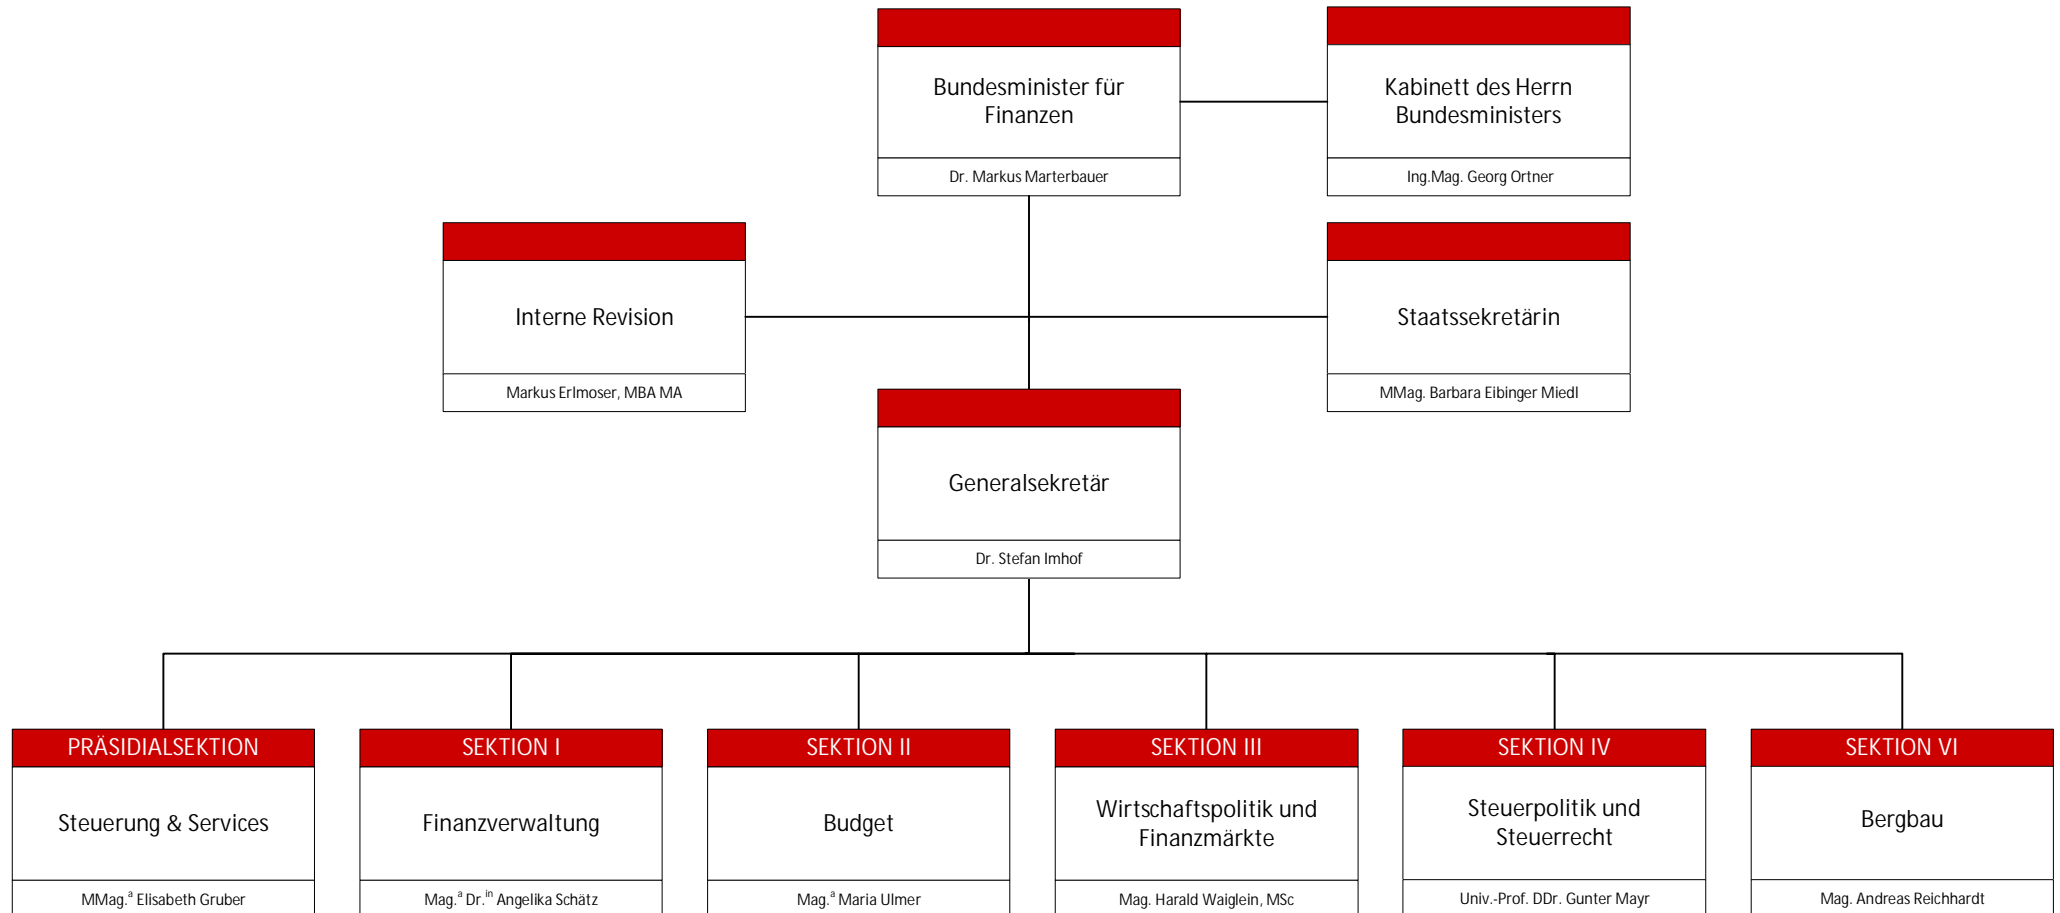 Bundesminister für
Finanzen
Dr. Markus Marterbauer
Kabinett des Herrn
Bundesministers
Ing.Mag. Georg Ortner
Interne Revision
Markus Erlmoser, MBA MA
Staatssekretärin
MMag. Barbara Eibinger Miedl
Generalsekretär
Dr. Stefan Imhof
PRÄSIDIALSEKTION
Steuerung & Services
MMag.ª Elisabeth Gruber
SEKTION I
Finanzverwaltung
Mag.ª Dr.ⁱⁿ Angelika Schätz
SEKTION II
Budget
Mag.ª Maria Ulmer
SEKTION III
Wirtschaftspolitik und
Finanzmärkte
Mag. Harald Waiglein, MSc
SEKTION IV
Steuerpolitik und
Steuerrecht
Univ.-Prof. DDr. Gunter Mayr
SEKTION VI
Bergbau
Mag. Andreas Reichhardt